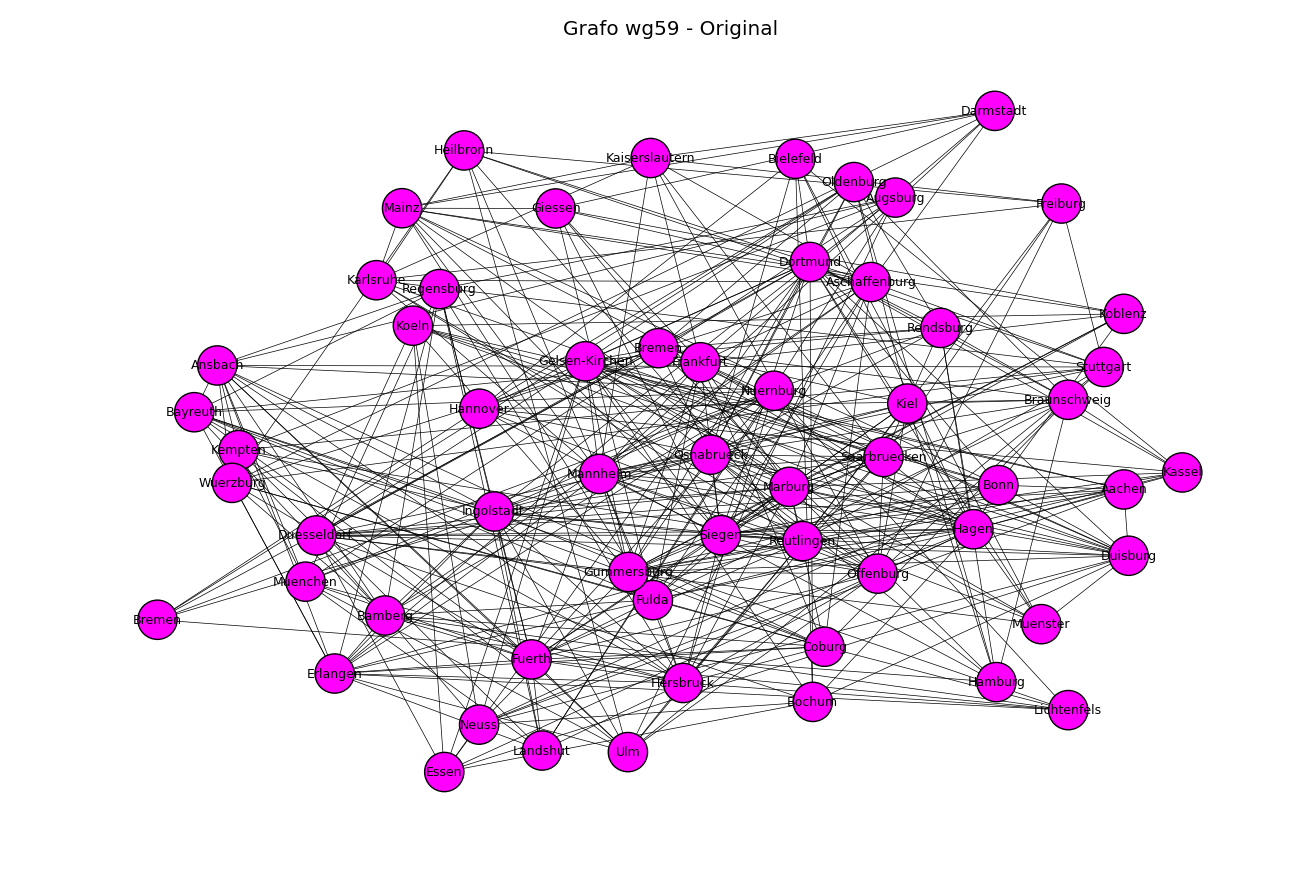 Grafo wg59 - Original
Darmstadt
Heilbronn
Kaiserslautern
Bielefeld
Oldenburg
Augsburg
Freiburg
Mainz
Giessen
Dortmund
Aschaffenburg
Karlsruhe
Regensburg
Koblenz
Koeln
Rendsburg
Bremen
Gelsen-Kirchen
Frankfurt
Ansbach
Stuttgart
Nuernburg
Braunschweig
Kiel
Bayreuth
Hannover
Kempten
Osnabrueck
Saarbruecken
Mannheim
Kassel
Wuerzburg
Marburg
Bonn
Aachen
Ingolstadt
Hagen
Duesseldorf
Siegen
Reutlingen
Duisburg
Gummersburg
Offenburg
Muenchen
Fulda
Bamberg
Bremen
Muenster
Coburg
Fuerth
Erlangen
Hersbruck
Hamburg
Bochum
Lichtenfels
Neuss
Landshut
Ulm
Essen